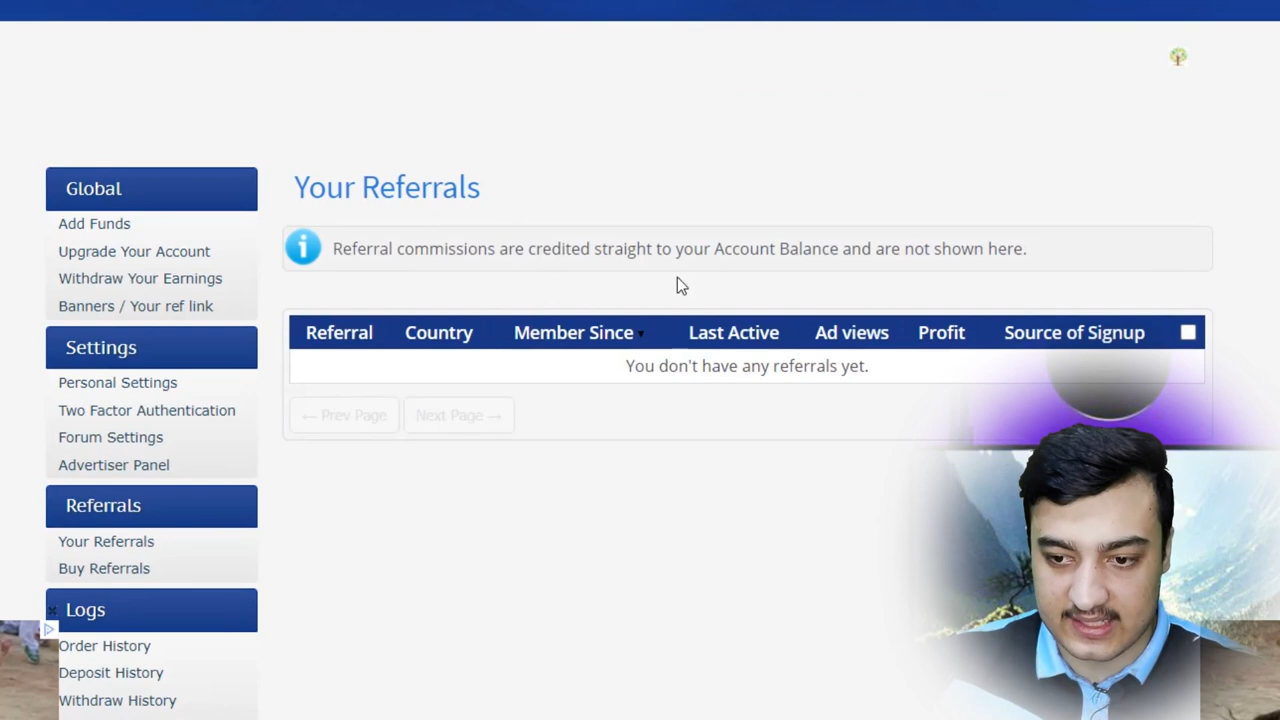 Global
Add Funds
Upgrade Your Account
Withdraw Your Earnings
Banners / Your ref link
Settings
Personal Settings
Two Factor Authentication
Forum Settings
Advertiser Panel
Referrals
Your Referrals
Buy Referrals
Logs
Order History
Deposit History
Withdraw History
Your Referrals
Referral commissions are credited straight to your Account Balance and are not shown here.
Referral Country Member Since Last Active Ad views Profit Source of Signup
You don't have any referrals yet.
← Prev Page Next Page →